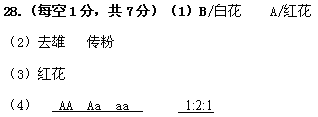 28.(每空1分,共7分) (1) B/白花 A/红花
(2) 去雄 传粉
(3) 红花
(4) AA Aa aa 1:2:1